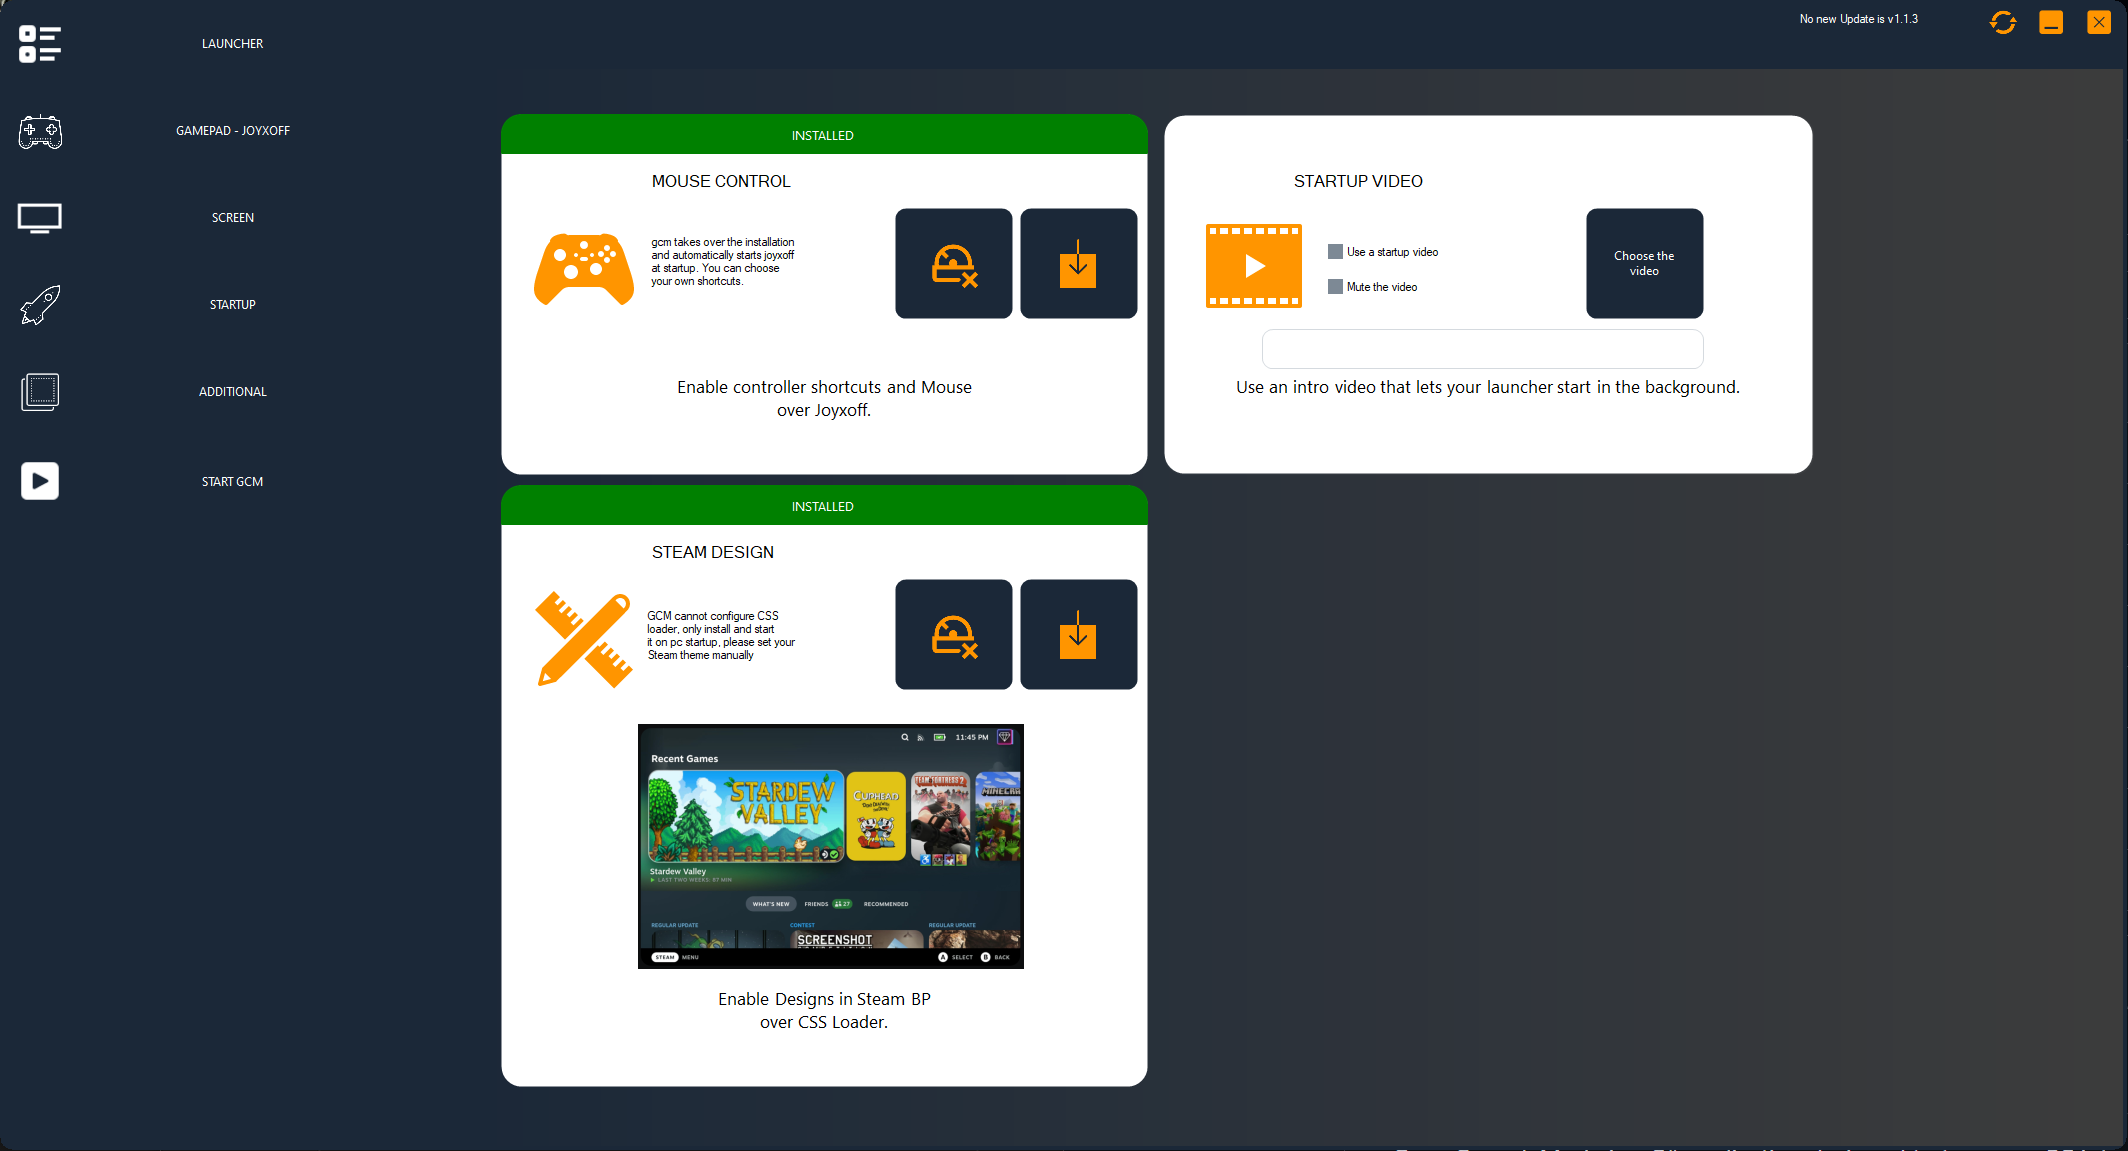 No new Update is v1.1.3
LAUNCHER
GAMEPAD - JOYXOFF
SCREEN
STARTUP
ADDITIONAL
START GCM
INSTALLED
MOUSE CONTROL
gcm takes over the installation
and automatically starts joyxoff
at startup. You can choose
your own shortcuts.
Enable controller shortcuts and Mouse
over Joyxoff.
STARTUP VIDEO
Use a startup video
Mute the video
Choose the
video
Use an intro video that lets your launcher start in the background.
INSTALLED
STEAM DESIGN
GCM cannot configure CSS
loader, only install and start
it on pc startup, please set your
Steam theme manually
11:45 PM
Recent Games
STARDEW
VALLEY
CUPHEAD
TEAM FORTRESS 2
Stardew Valley
LAST TWO WEEKS: 87 MIN
WHAT'S NEW
FRIENDS 27
RECOMMENDED
REGULAR UPDATE
CONTEST
REGULAR UPDATE
SCREENSHOT
STEAM MENU
A SELECT B BACK
Enable Designs in Steam BP
over CSS Loader.